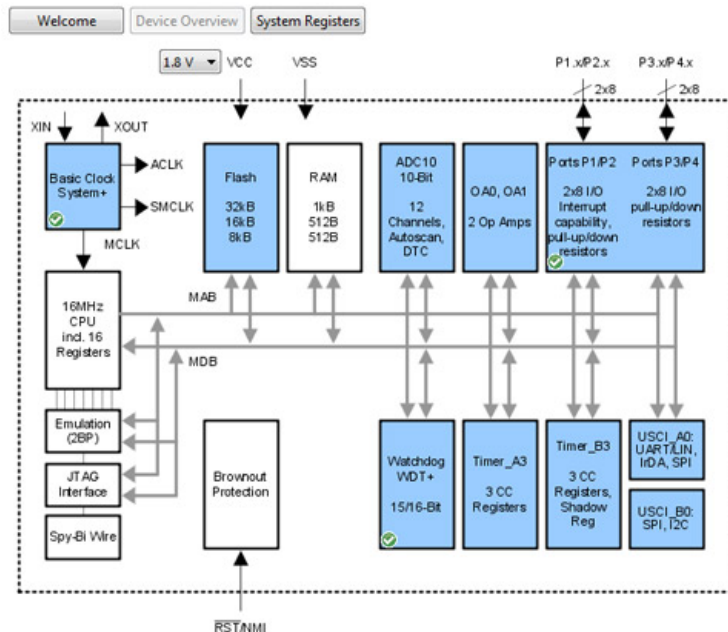 Welcome
Device Overview
System Registers
1.8 V
VCC
VSS
P1.x/P2.x
P3.x/P4.x
2x8
2x8
XIN
XOUT
Basic Clock
System+
ACLK
SMCLK
MCLK
Flash
32kB
16kB
8kB
RAM
1kB
512B
512B
ADC10
10-Bit
12
Channels,
Autoscan,
DTC
OA0, OA1
2 Op Amps
Ports P1/P2
2x8 I/O
Interrupt
capability,
pull-up/down
resistors
Ports P3/P4
2x8 I/O
pull-up/down
resistors
16MHz
CPU
incl. 16
Registers
MAB
MDB
Emulation
(2BP)
JTAG
Interface
Spy-Bi Wire
Brownout
Protection
Watchdog
WDT+
15/16-Bit
Timer_A3
3 CC
Registers
Timer_B3
3 CC
Registers,
Shadow
Reg
USCI_A0:
UART/LIN,
IrDA, SPI
USCI_B0:
SPI, I2C
RST/NMI